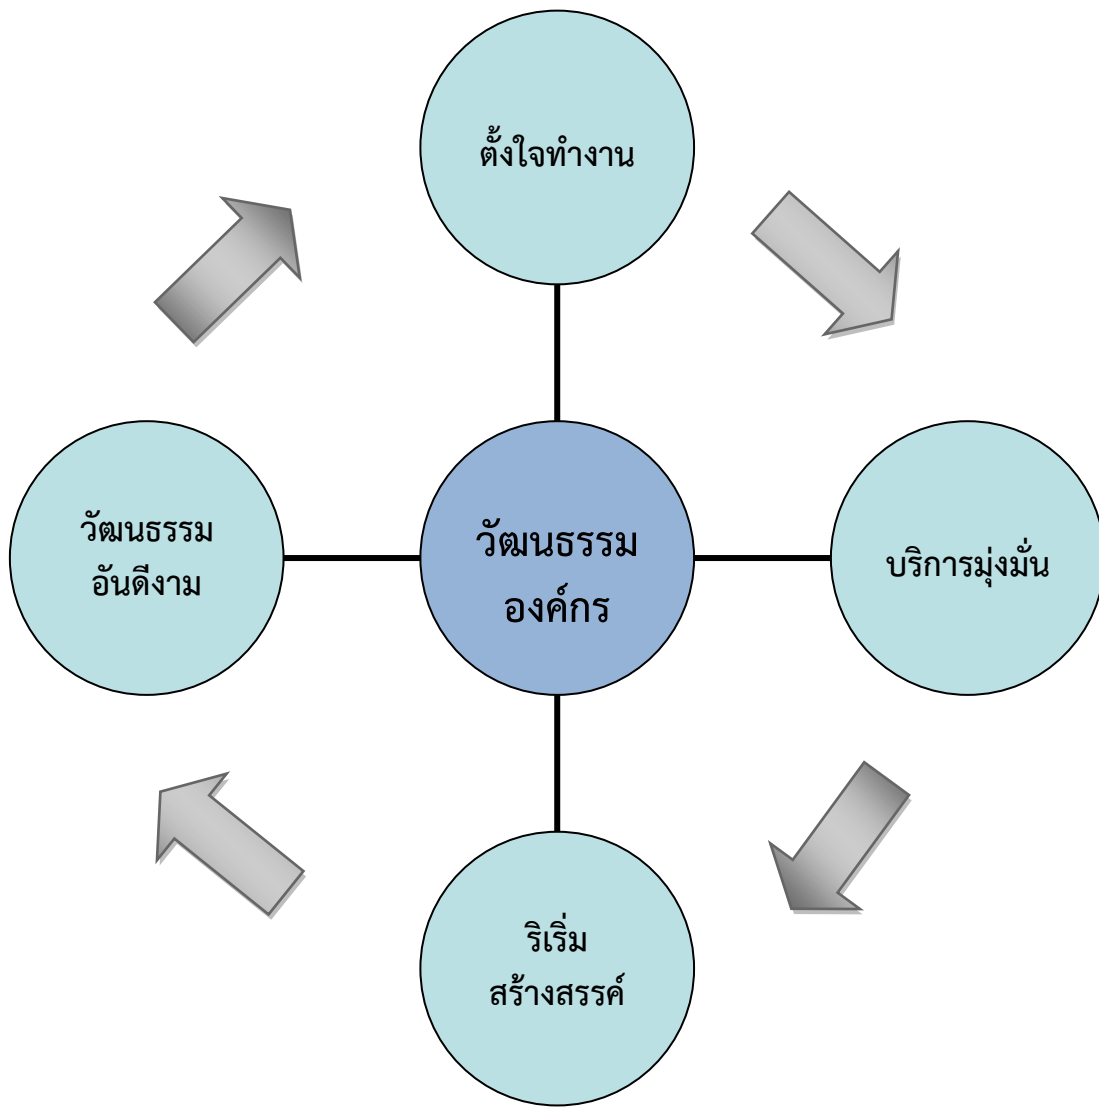 ตั้งใจทำงาน
วัฒนธรรม
อันดีงาม
วัฒนธรรม
องค์กร
บริการมุ่งมั่น
ริเริ่ม
สร้างสรรค์